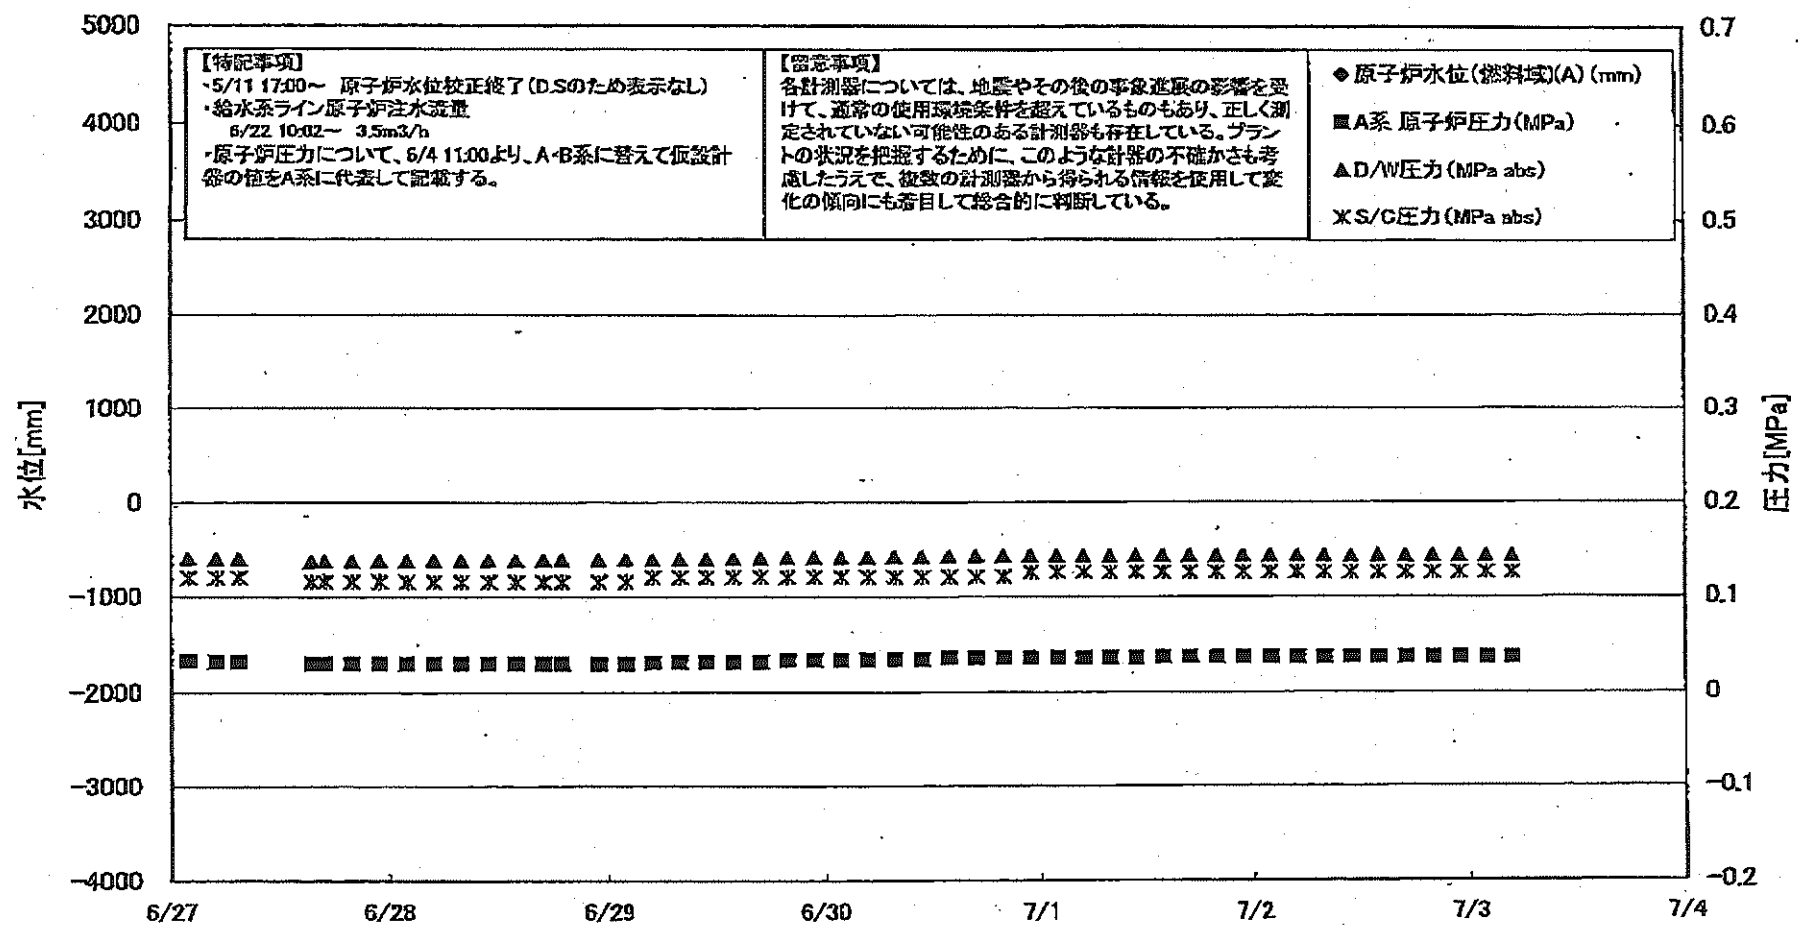 5000
4000
3000
2000
1000
0
-1000
-2000
-3000
-4000
水位[mm]
【特記事項】
・5/11 17:00～ 原子炉水位校正終了(D.Sのため表示なし)
・給水系ライン原子炉注水流量
6/22 10:02～ 3.5m3/h
・原子炉圧力について、6/4 11:00より、A・B系に替えて仮設計
器の値をA系に代表して記載する。
【留意事項】
各計測器については、地震やその後の事象進展の影響を受
けて、通常の使用環境条件を超えているものもあり、正しく測
定されていない可能性のある計測器も存在している。プラン
トの状況を把握するために、このような計器の不確かさも考
慮したうえで、複数の計測器から得られる情報を使用して変
化の傾向にも着目して総合的に判断している。
◆原子炉水位(燃料域)(A)(mm)
■A系 原子炉圧力(MPa)
▲D/W圧力(MPa abs)
S/C圧力(MPa abs)
0.7
0.6
0.5
0.4
0.3
0.2
0.1
0
-0.1
-0.2
圧力[MPa]
6/27
6/28
6/29
6/30
7/1
7/2
7/3
7/4